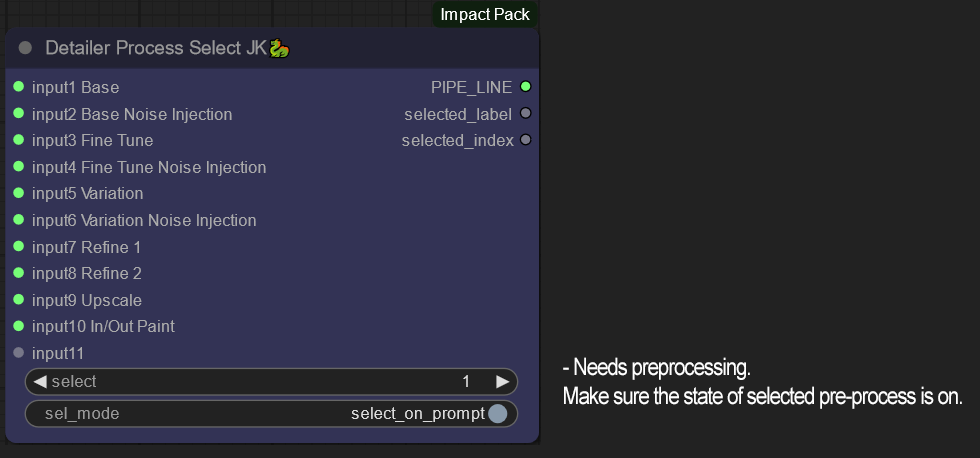 Impact Pack
Detailer Process Select JK🐉
input1 Base
PIPE_LINE
input2 Base Noise Injection
selected_label
input3 Fine Tune
selected_index
input4 Fine Tune Noise Injection
input5 Variation
input6 Variation Noise Injection
input7 Refine 1
input8 Refine 2
input9 Upscale
input10 In/Out Paint
input11
select 1
sel_mode select_on_prompt
- Needs preprocessing.
Make sure the state of selected pre-process is on.